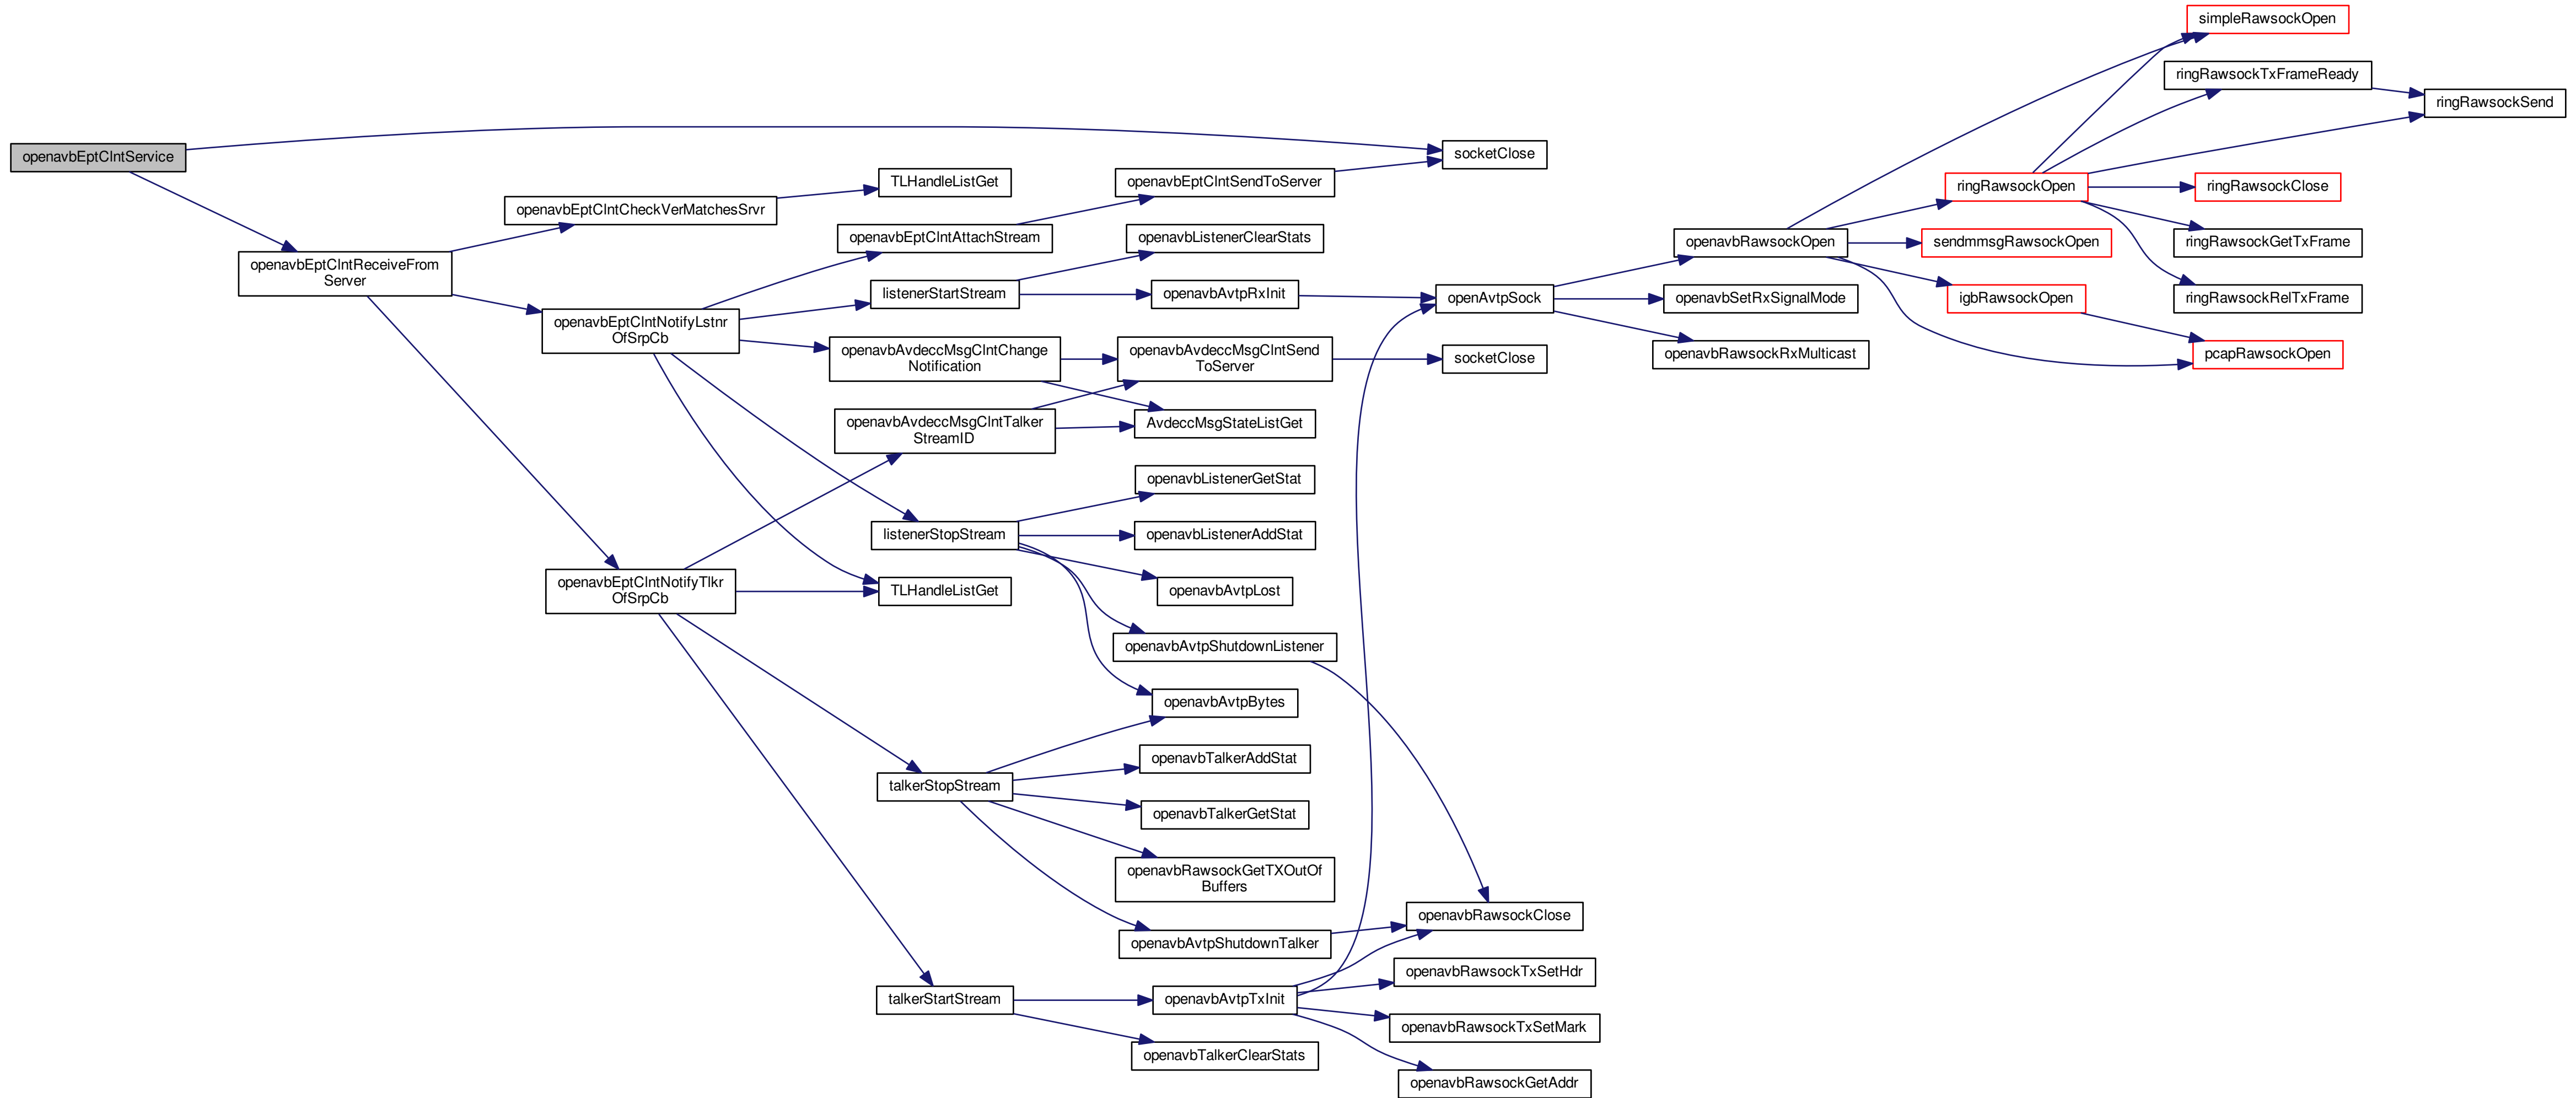 simpleRawsockOpen
ringRawsockTxFrameReady
ringRawsockSend
openavbEptClntService
socketClose
TLHandleListGet
openavbEptClntSendToServer
ringRawsockOpen
ringRawsockClose
openavbEptClntCheckVerMatchesSrvr
openavbEptClntAttachStream
openavbListenerClearStats
openavbRawsockOpen
sendmmsgRawsockOpen
ringRawsockGetTxFrame
openavbEptClntReceiveFrom
Server
listenerStartStream
openavbAvtpRxInit
openAvtpSock
openavbSetRxSignalMode
igbRawsockOpen
ringRawsockRelTxFrame
openavbEptClntNotifyLstnr
OfSrpCb
openavbAvdeccMsgClntChange
Notification
openavbAvdeccMsgClntSend
ToServer
socketClose
openavbRawsockRxMulticast
pcapRawsockOpen
openavbAvdeccMsgClntTalker
StreamID
AvdeccMsgStateListGet
openavbListenerGetStat
listenerStopStream
openavbListenerAddStat
openavbEptClntNotifyTlkr
OfSrpCb
TLHandleListGet
openavbAvtpLost
openavbAvtpShutdownListener
openavbAvtpBytes
openavbTalkerAddStat
talkerStopStream
openavbTalkerGetStat
openavbRawsockGetTXOutOf
Buffers
openavbRawsockClose
openavbAvtpShutdownTalker
openavbRawsockTxSetHdr
talkerStartStream
openavbAvtpTxInit
openavbRawsockTxSetMark
openavbTalkerClearStats
openavbRawsockGetAddr